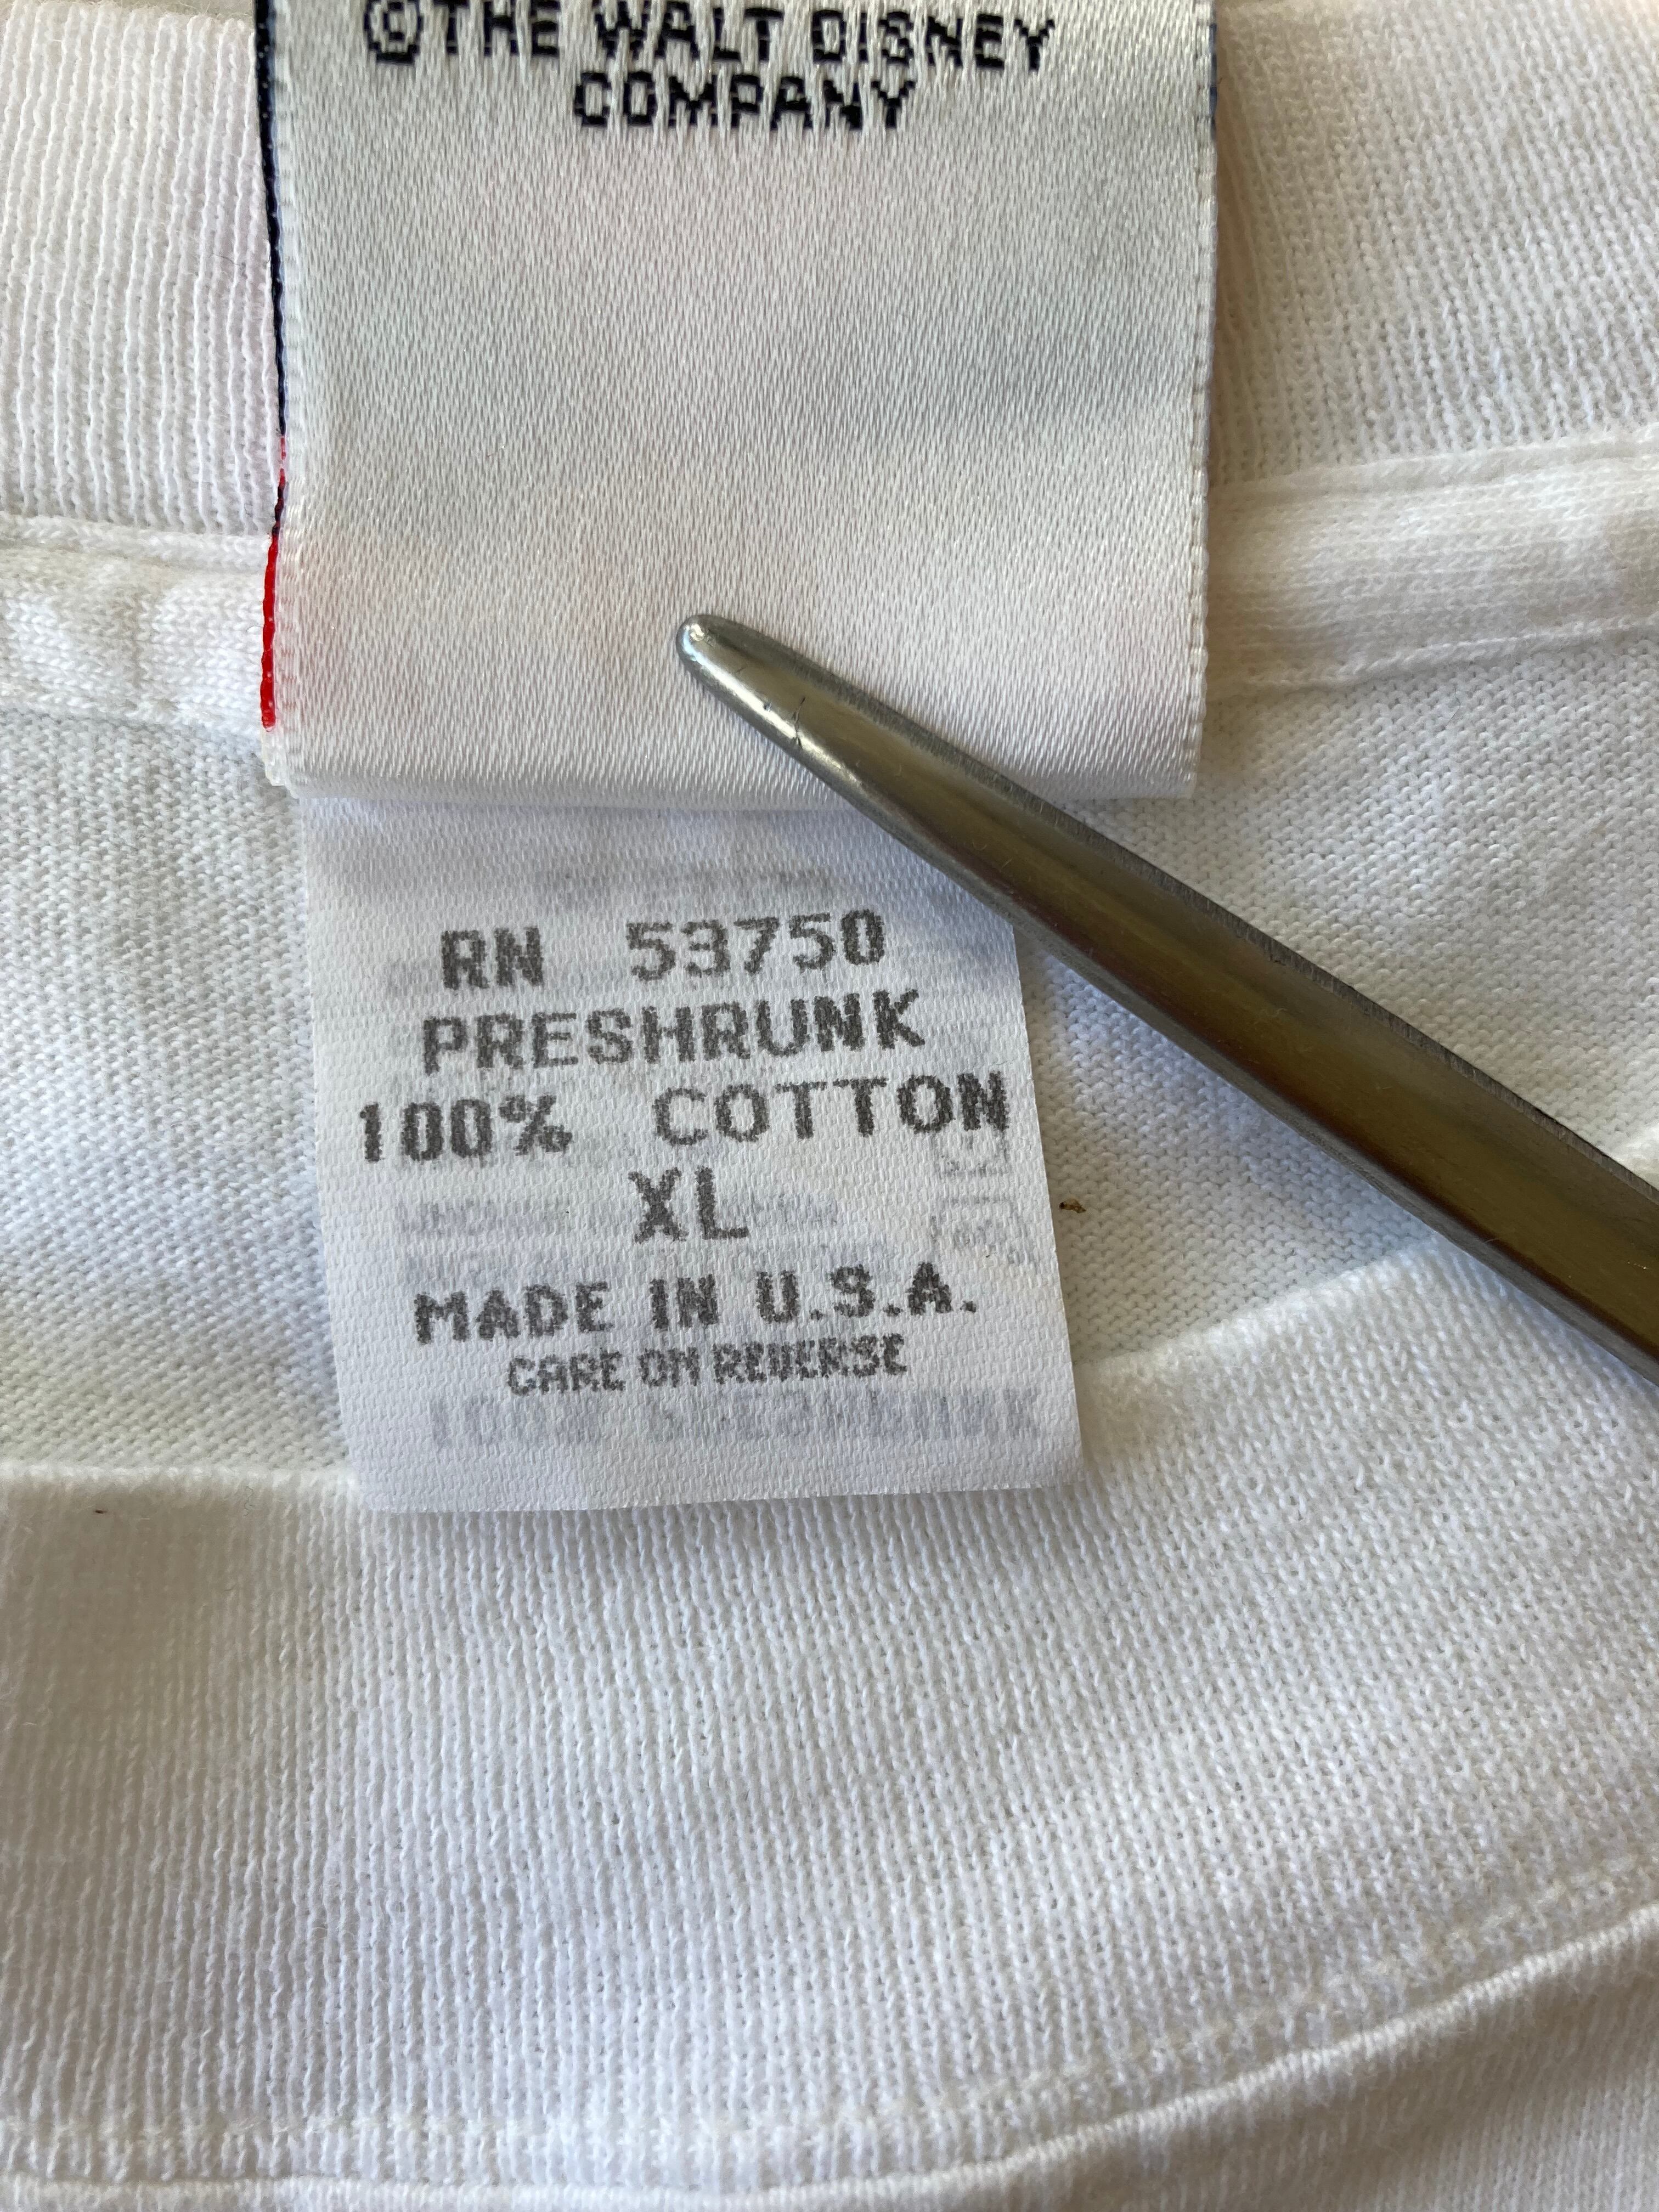 ©THE WALT DISNEY
COMPANY
RN 53750
PRESHRUNK
100% COTTON
XL
MADE IN U.S.A.
CARE ON REVERSE